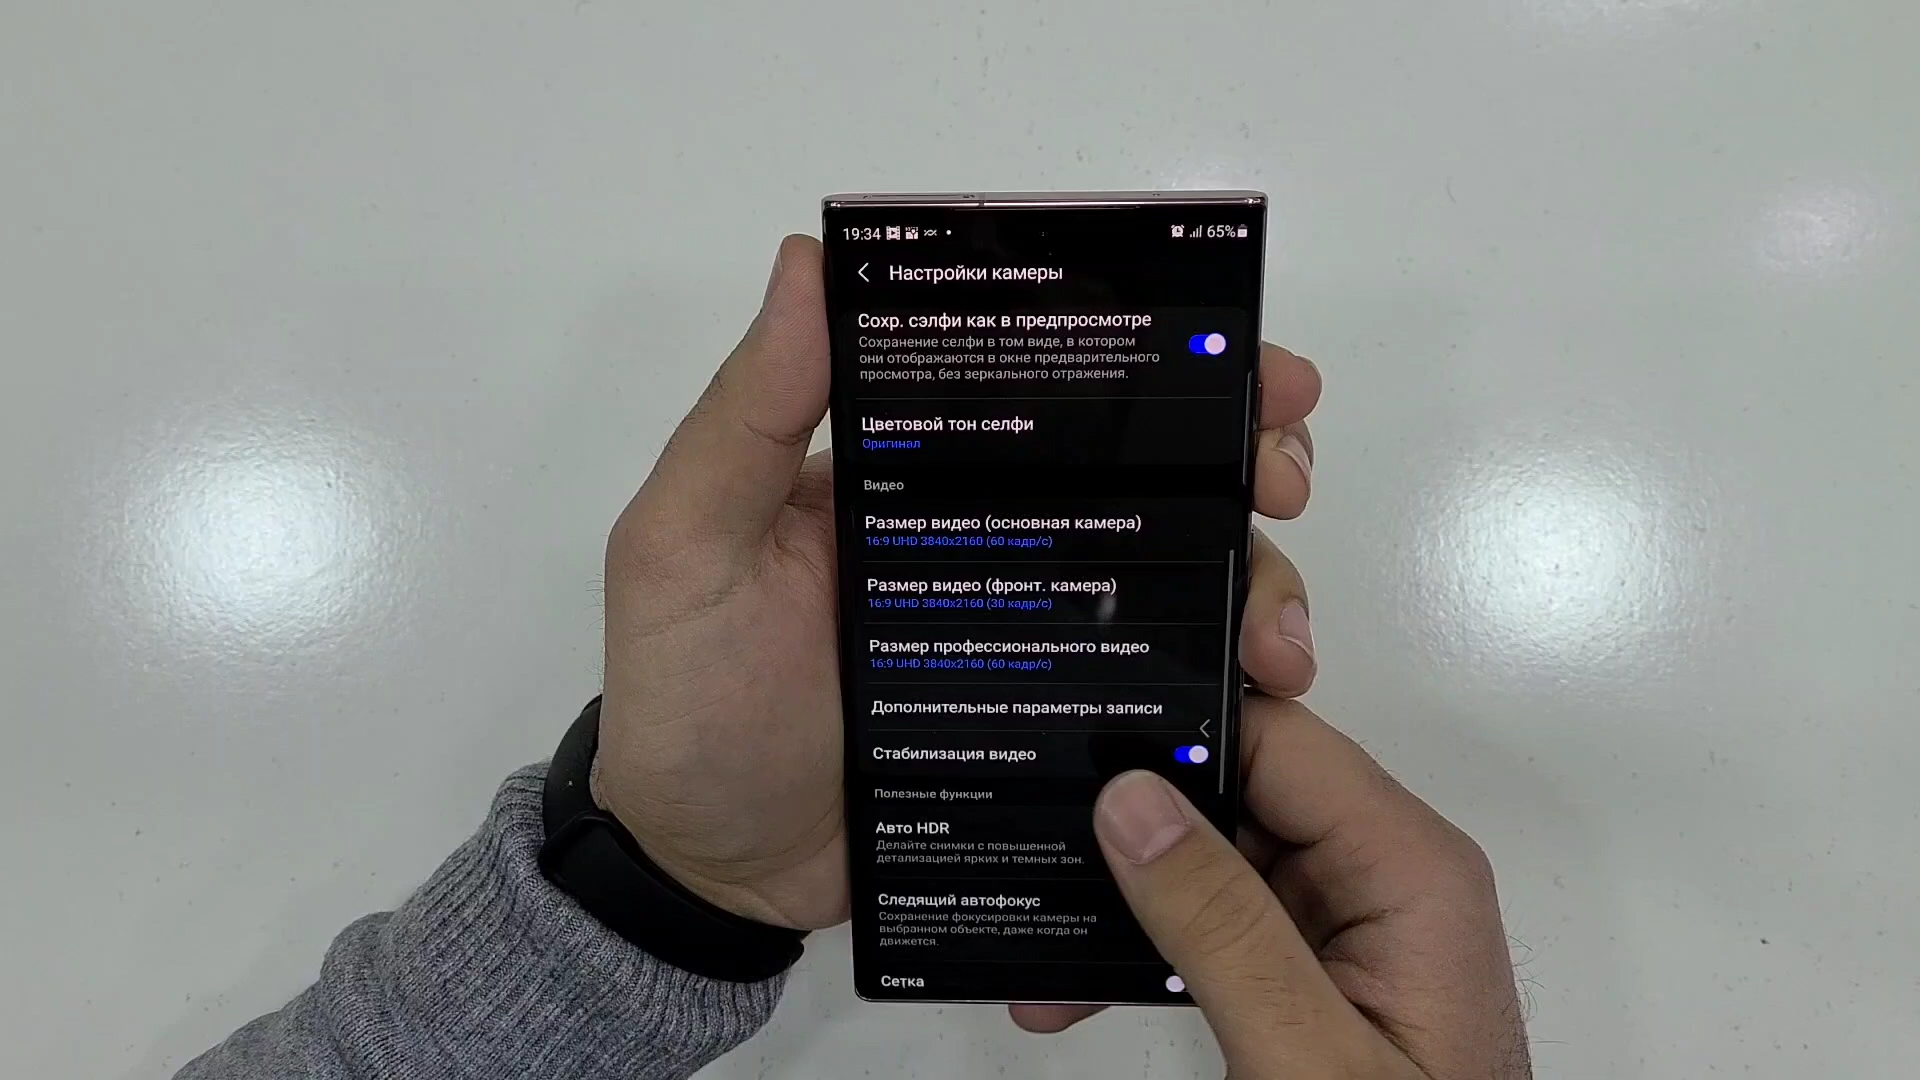 19:34 65%
Настройки камеры
Сохр. сэлфи как в предпросмотре
Сохранение селфи в том виде, в котором
они отображаются в окне предварительного
просмотра, без зеркального отражения.
Цветовой тон селфи
Оригинал
Видео
Размер видео (основная камера)
16:9 UHD 3840x2160 (60 кадр/с)
Размер видео (фронт. камера)
16:9 UHD 3840x2160 (30 кадр/с)
Размер профессионального видео
16:9 UHD 3840x2160 (60 кадр/с)
Дополнительные параметры записи
Стабилизация видео
Полезные функции
Авто HDR
Делайте снимки с повышенной
детализацией ярких и темных зон.
Следящий автофокус
Сохранение фокусировки камеры на
выбранном объекте, даже когда он
движется.
Сетка